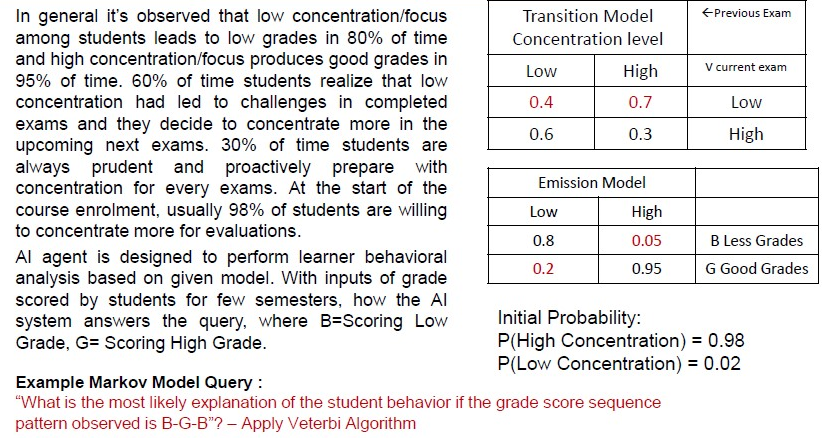 In general it's observed that low concentration/focus
among students leads to low grades in 80% of time
and high concentration/focus produces good grades in
95% of time. 60% of time students realize that low
concentration had led to challenges in completed
exams and they decide to concentrate more in the
upcoming next exams. 30% of time students are
always prudent and proactively prepare with
concentration for every exams. At the start of the
course enrolment, usually 98% of students are willing
to concentrate more for evaluations.
AI agent is designed to perform learner behavioral
analysis based on given model. With inputs of grade
scored by students for few semesters, how the AI
system answers the query, where B=Scoring Low
Grade, G= Scoring High Grade.
Example Markov Model Query :
“What is the most likely explanation of the student behavior if the grade score sequence
pattern observed is B-G-B”? – Apply Veterbi Algorithm
Transition Model
Concentration level
←Previous Exam
Low High V current exam
0.4 0.7 Low
0.6 0.3 High
Emission Model
Low High
0.8 0.05 B Less Grades
0.2 0.95 G Good Grades
Initial Probability:
P(High Concentration) = 0.98
P(Low Concentration) = 0.02